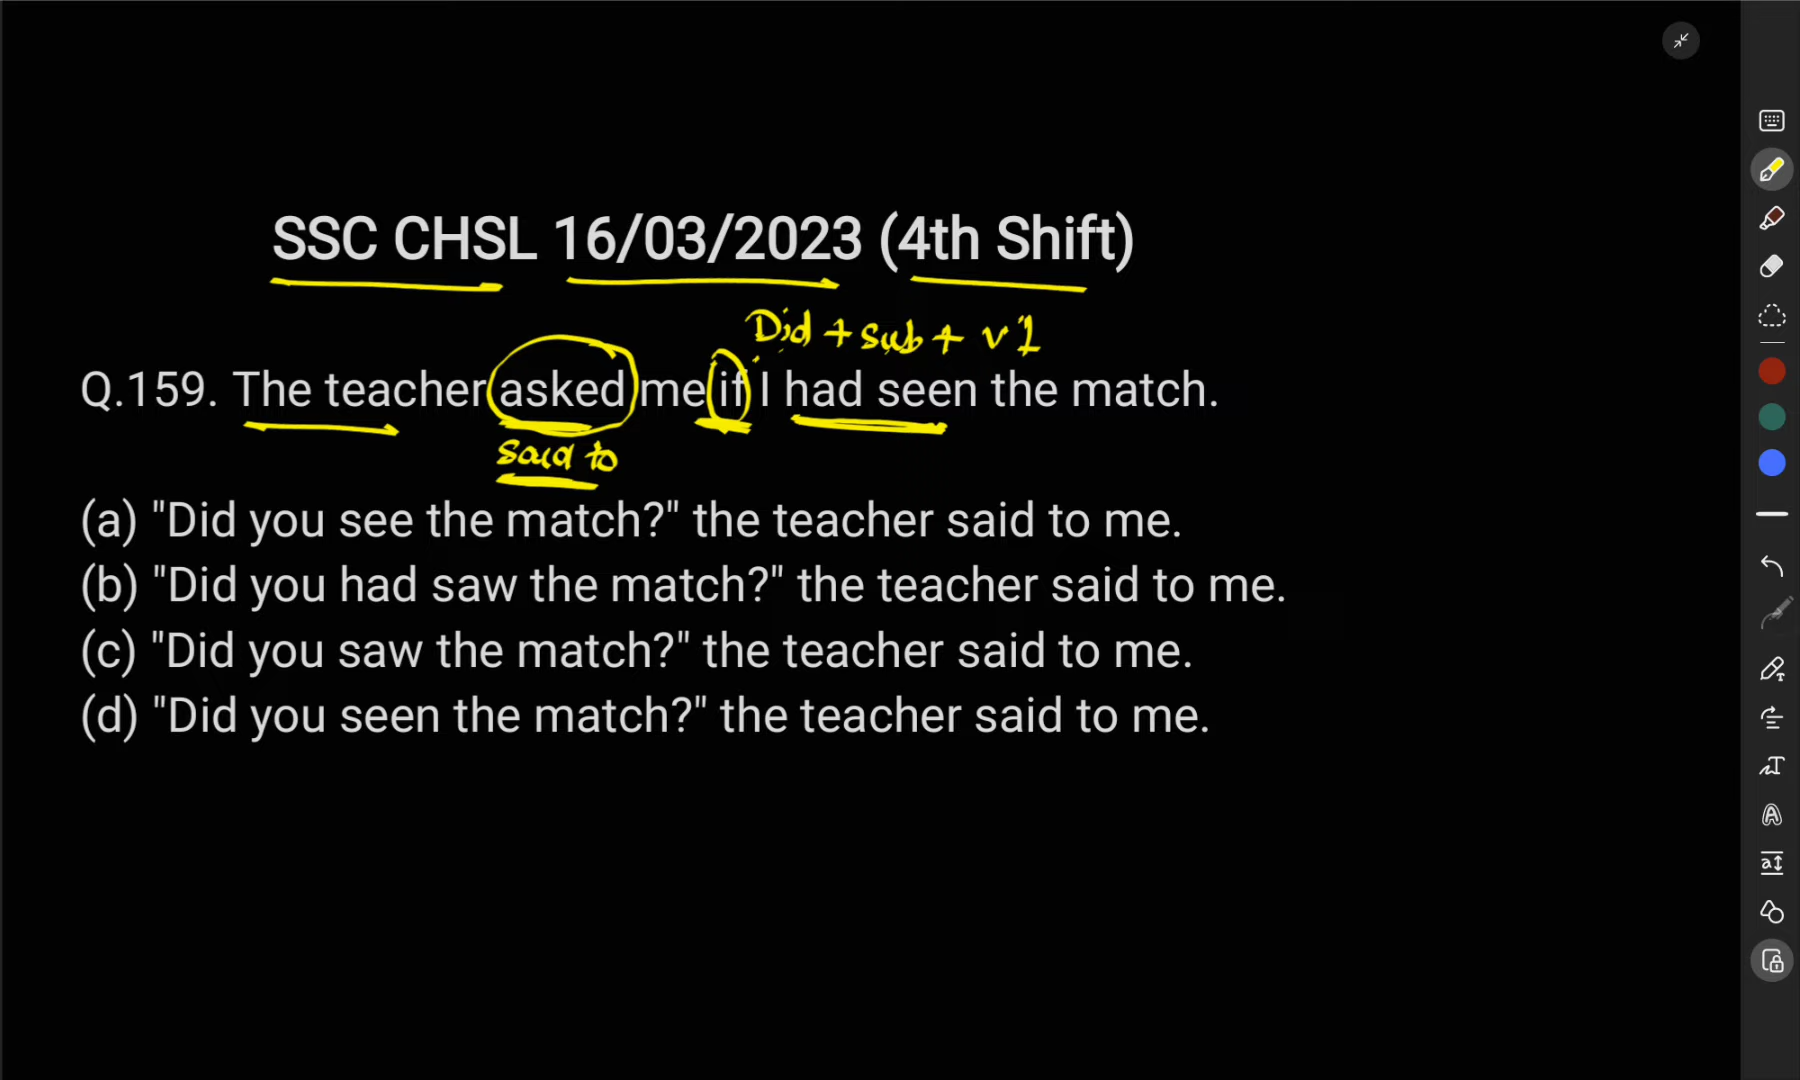 SSC CHSL 16/03/2023 (4th Shift)
Did + sub + v1
Q.159. The teacher asked me if I had seen the match.
said to
(a) "Did you see the match?" the teacher said to me.
(b) "Did you had saw the match?" the teacher said to me.
(c) "Did you saw the match?" the teacher said to me.
(d) "Did you seen the match?" the teacher said to me.